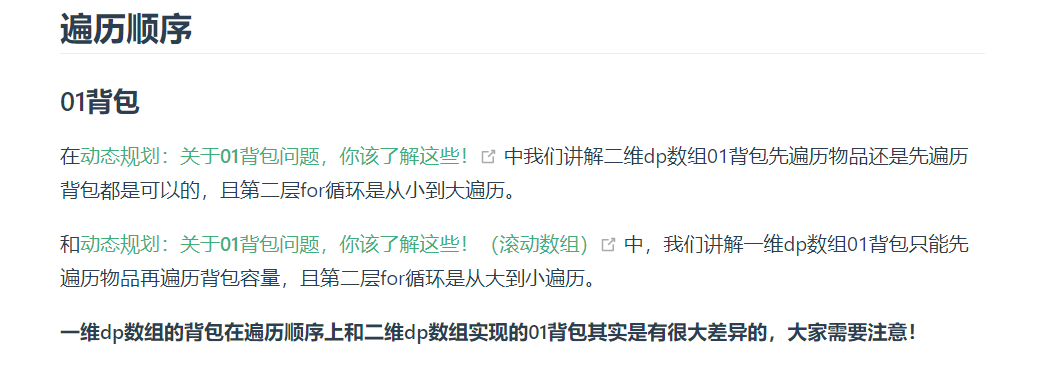 遍历顺序
01背包
在动态规划：关于01背包问题，你该了解这些！ 中我们讲解二维dp数组01背包先遍历物品还是先遍历
背包都是可以的，且第二层for循环是从小到大遍历。
和动态规划：关于01背包问题，你该了解这些！（滚动数组） 中，我们讲解一维dp数组01背包只能先
遍历物品再遍历背包容量，且第二层for循环是从大到小遍历。
一维dp数组的背包在遍历顺序上和二维dp数组实现的01背包其实是有很大差异的，大家需要注意！